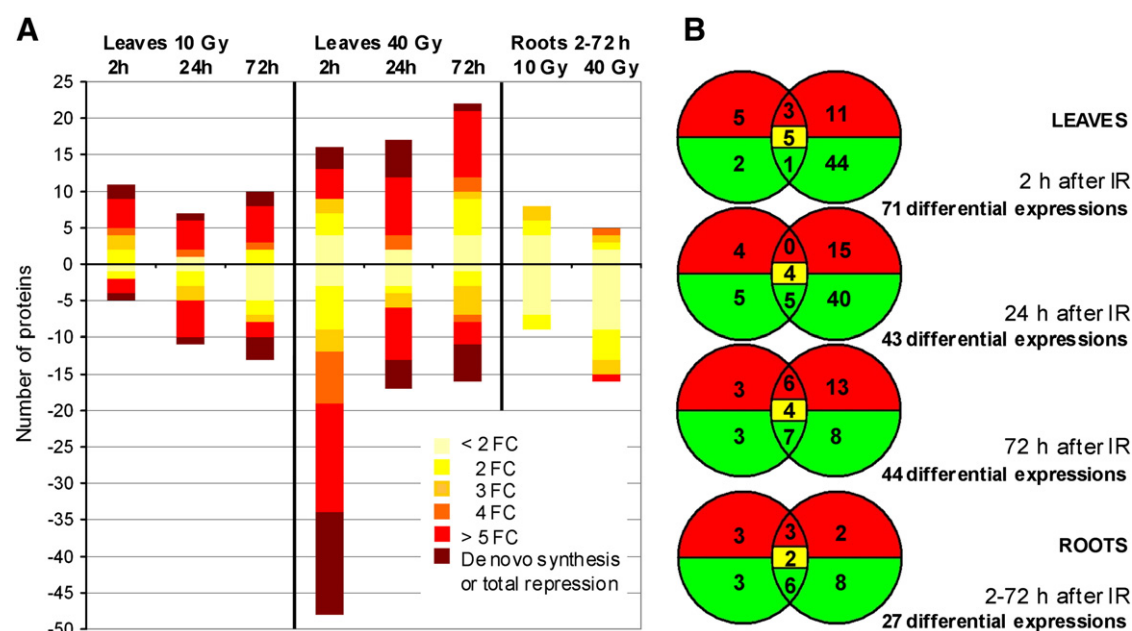 A
Leaves 10 Gy
Leaves 40 Gy
Roots 2-72 h
2h 24h 72h
2h 24h 72h
10 Gy 40 Gy
Number of proteins
25
20
15
10
5
0
-5
-10
-15
-20
-25
-30
-35
-40
-45
-50
< 2 FC
2 FC
3 FC
4 FC
> 5 FC
De novo synthesis
or total repression
B
5 3 11
5
2 1 44
LEAVES
2 h after IR
71 differential expressions
4 0 15
4
5 5 40
24 h after IR
43 differential expressions
3 6 13
4
3 7 8
72 h after IR
44 differential expressions
3 3 2
2
3 6 8
ROOTS
2-72 h after IR
27 differential expressions